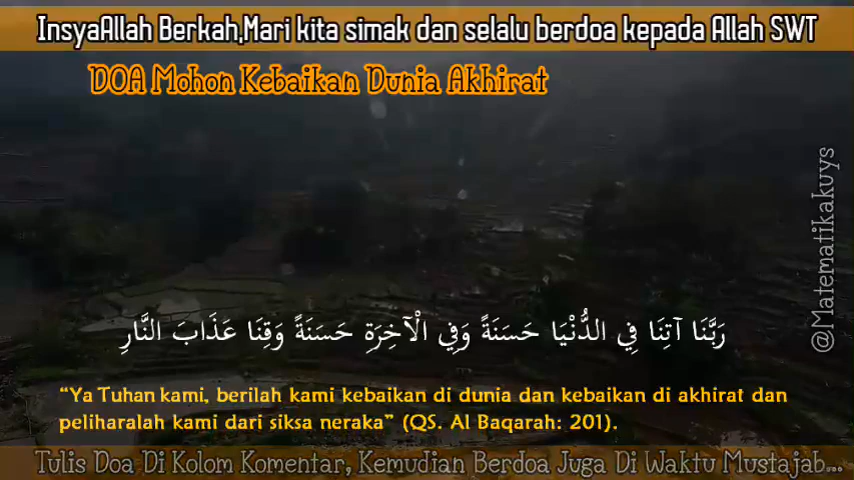 InsyaAllah Berkah,Mari kita simak dan selalu berdoa kepada Allah SWT
DOA Mohon Kebaikan Dunia Akhirat
@Matematikakuys
رَبَّنَا آتِنَا فِي الدُّنْيَا حَسَنَةً وَفِي الْآخِرَةِ حَسَنَةً وَقِنَا عَذَابَ النَّارِ
“Ya Tuhan kami, berilah kami kebaikan di dunia dan kebaikan di akhirat dan
peliharalah kami dari siksa neraka” (QS. Al Baqarah: 201).
Tulis Doa Di Kolom Komentar, Kemudian Berdoa Juga Di Waktu Mustajab...